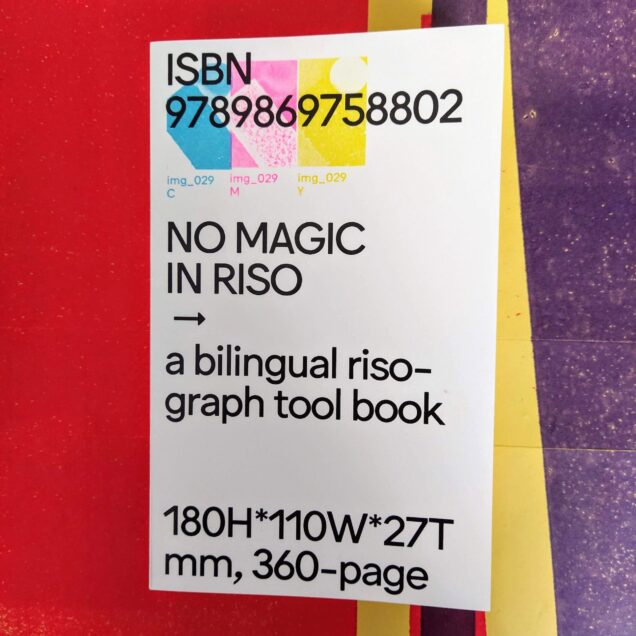 ISBN
9789869758802
img_029 img_029 img_029
C M Y
NO MAGIC
IN RISO
→
a bilingual riso-
graph tool book
180H*110W*27T
mm, 360-page